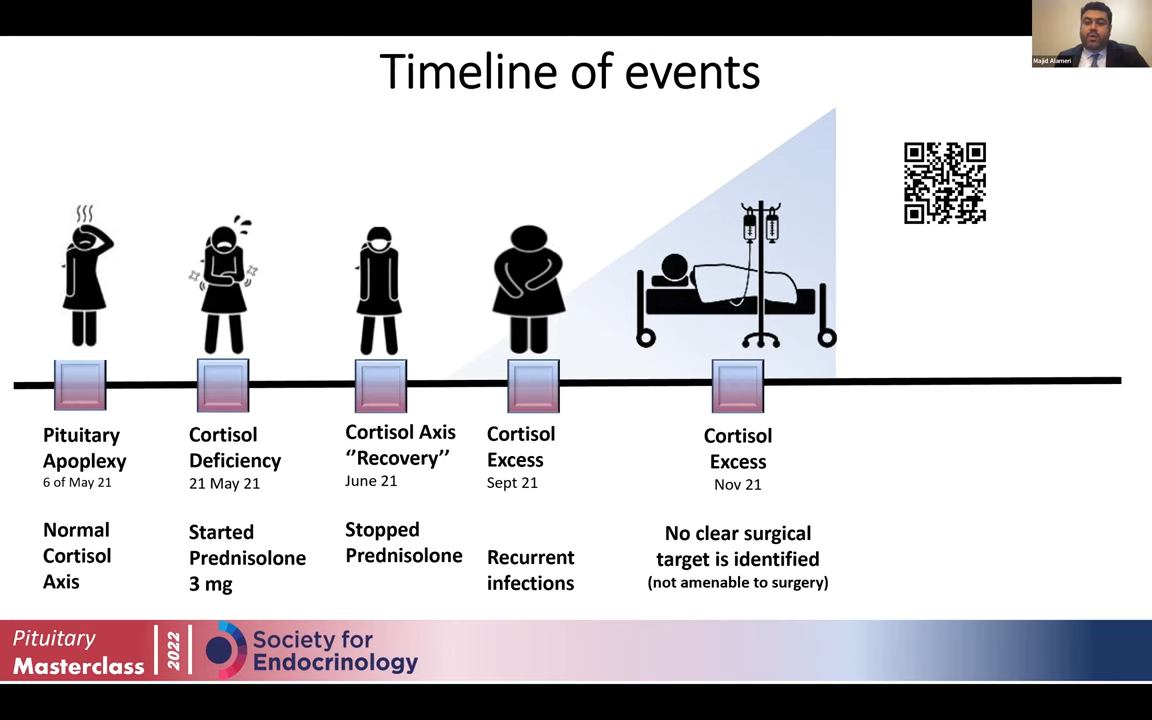 Majid Alameri
Timeline of events
Pituitary
Apoplexy
6 of May 21
Normal
Cortisol
Axis
Cortisol
Deficiency
21 May 21
Started
Prednisolone
3 mg
Cortisol Axis
‘’Recovery’’
June 21
Stopped
Prednisolone
Cortisol
Excess
Sept 21
Recurrent
infections
Cortisol
Excess
Nov 21
No clear surgical
target is identified
(not amenable to surgery)
Pituitary
Masterclass
2022
Society for
Endocrinology